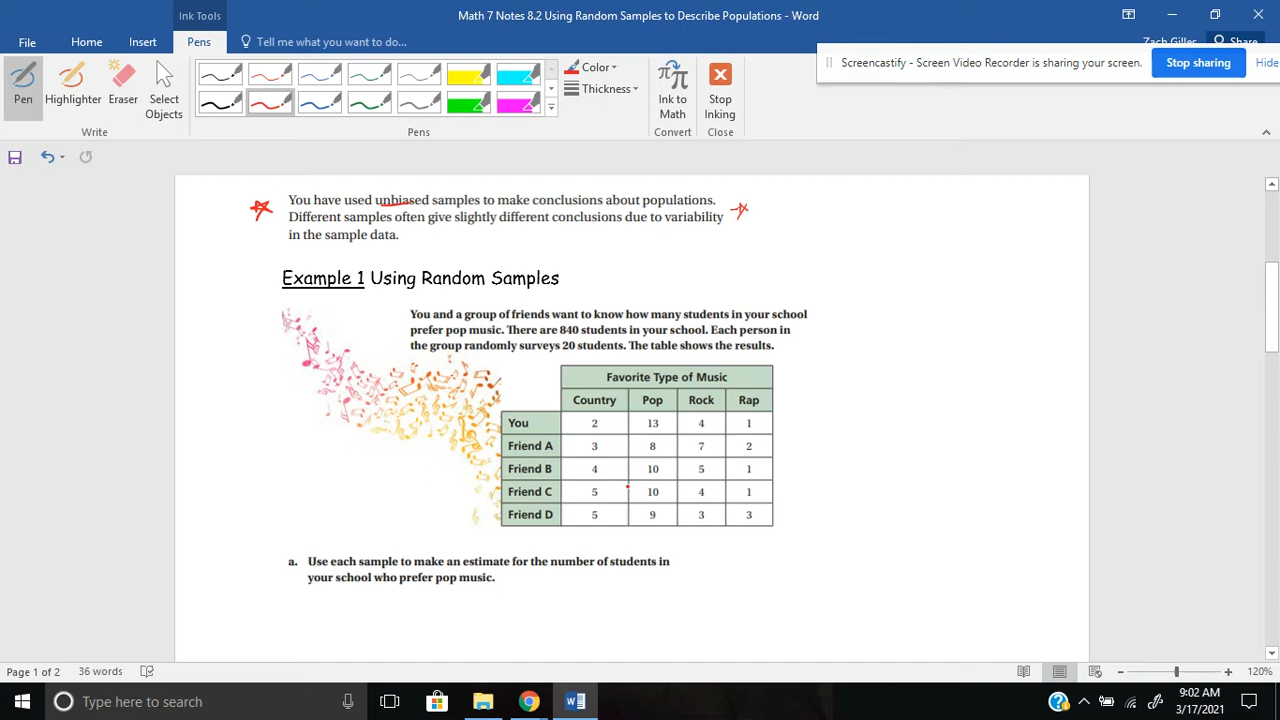 Ink Tools
Math 7 Notes 8.2 Using Random Samples to Describe Populations - Word
File Home Insert Pens Tell me what you want to do... Zach Gilles Share
Screencastify - Screen Video Recorder is sharing your screen. Stop sharing Hide
Pen Highlighter Eraser Select Objects
Color
Thickness
Ink to Math
Stop Inking
Write Pens Convert Close
You have used unbiased samples to make conclusions about populations.
Different samples often give slightly different conclusions due to variability
in the sample data.
Example 1 Using Random Samples
You and a group of friends want to know how many students in your school
prefer pop music. There are 840 students in your school. Each person in
the group randomly surveys 20 students. The table shows the results.
Favorite Type of Music
Country Pop Rock Rap
You 2 13 4 1
Friend A 3 8 7 2
Friend B 4 10 5 1
Friend C 5 10 4 1
Friend D 5 9 3 3
a. Use each sample to make an estimate for the number of students in
your school who prefer pop music.
Page 1 of 2 36 words 120%
Type here to search
9:02 AM
3/17/2021